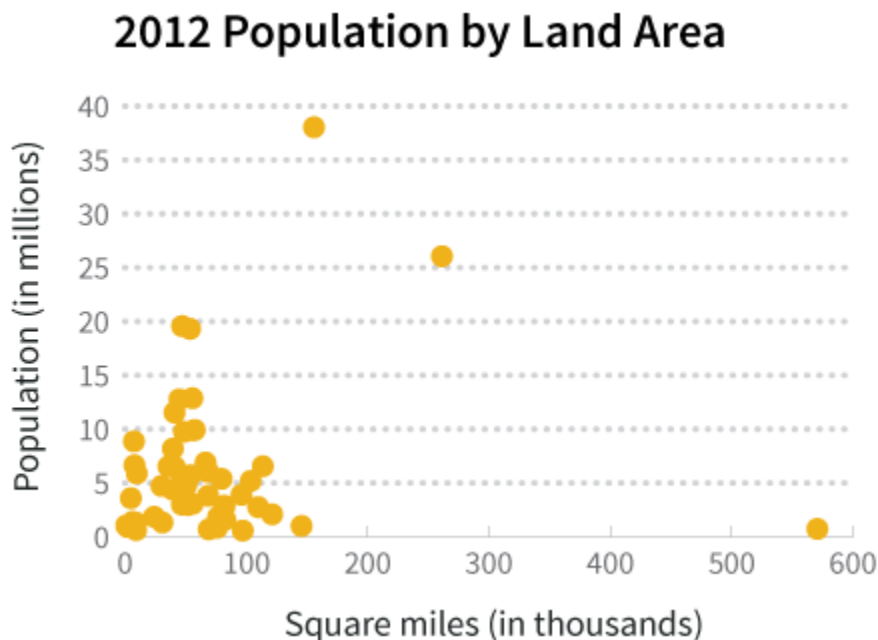 2012 Population by Land Area
Population (in millions)
40
35
30
25
20
15
10
5
0
0 100 200 300 400 500 600
Square miles (in thousands)